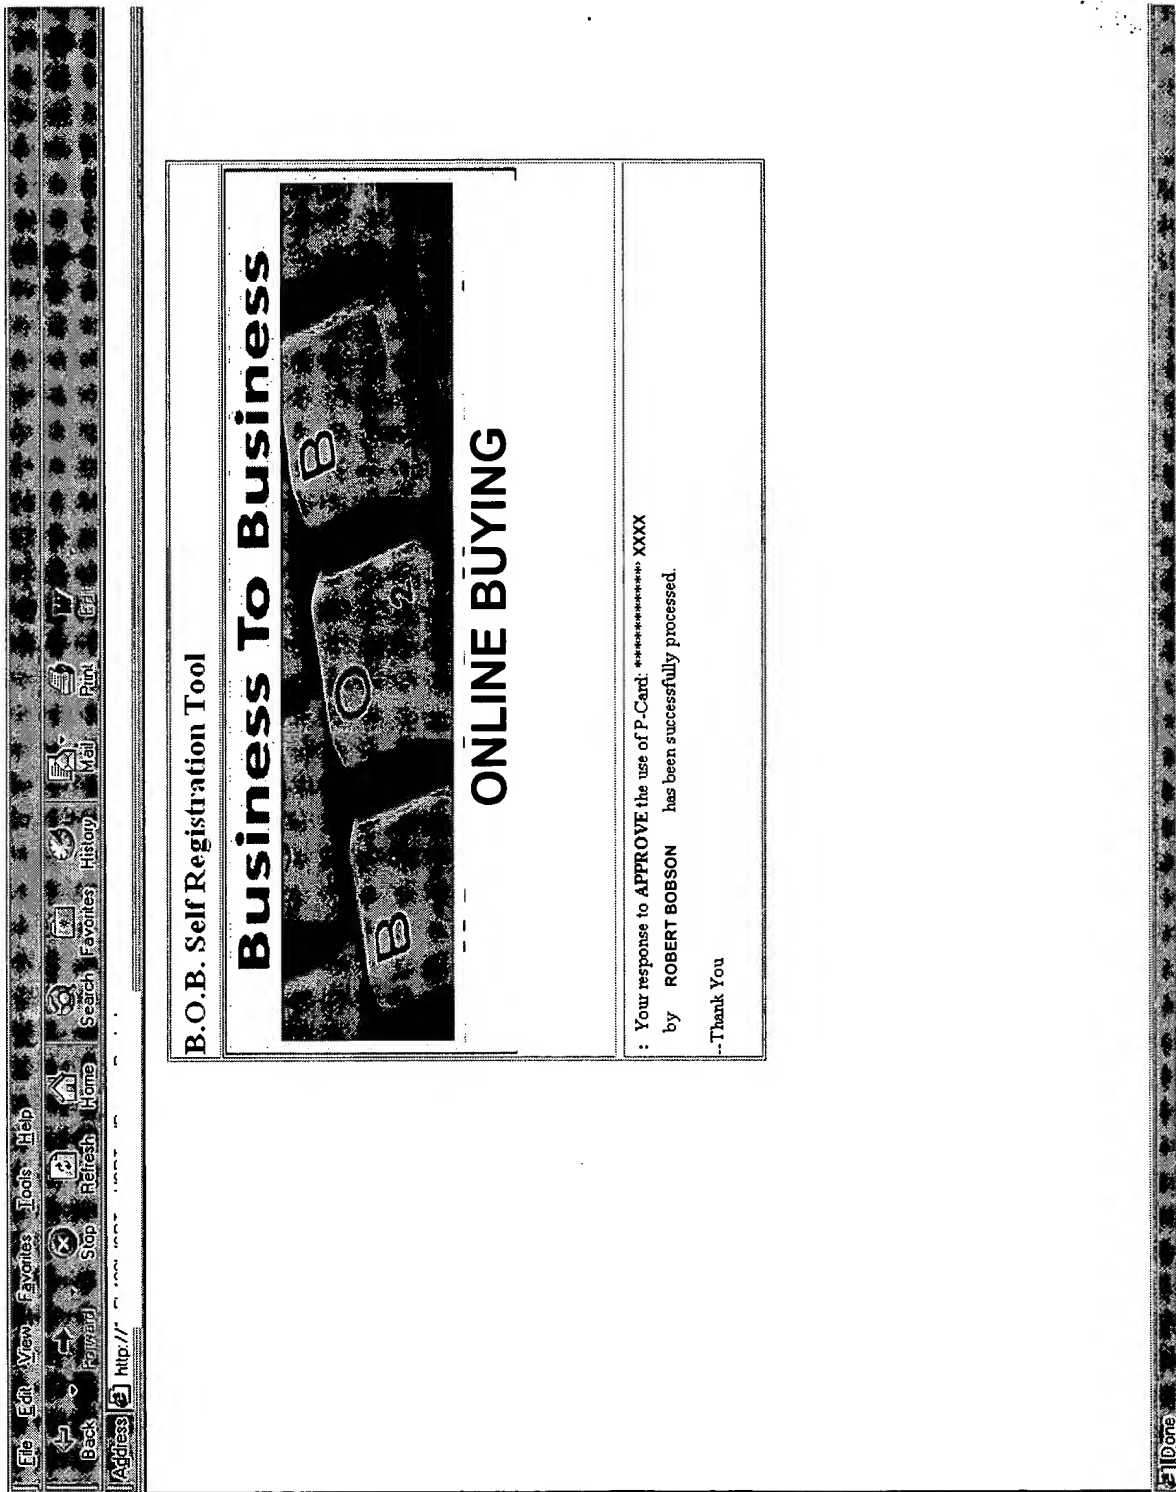 File Edit View Favorites Tools Help
Back Forward Stop Refresh Home Search Favorites History Mail Print Edit
Address http://
B.O.B. Self Registration Tool
Business To Business
B O 2 B
ONLINE BUYING
: Your response to APPROVE the use of P-Card: ************ XXXX
by ROBERT BOBSON has been successfully processed.
--Thank You
Done